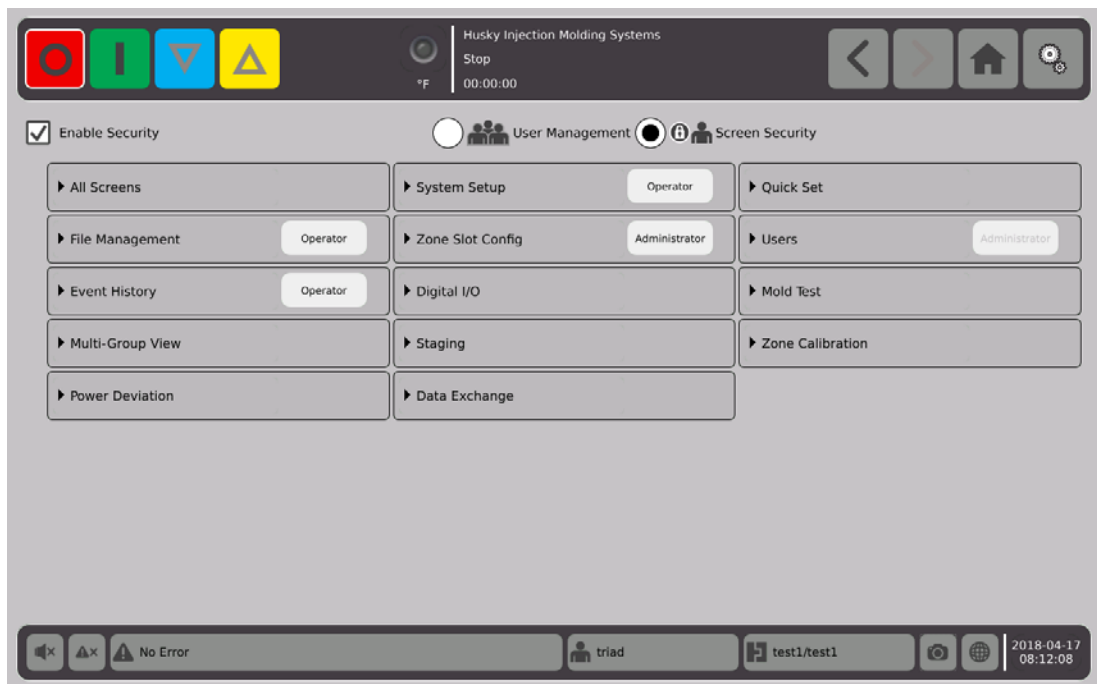 Husky Injection Molding Systems
Stop
°F 00:00:00
Enable Security User Management Screen Security
All Screens System Setup Operator Quick Set
File Management Operator Zone Slot Config Administrator Users Administrator
Event History Operator Digital I/O Mold Test
Multi-Group View Staging Zone Calibration
Power Deviation Data Exchange
No Error triad test1/test1 2018-04-17
08:12:08